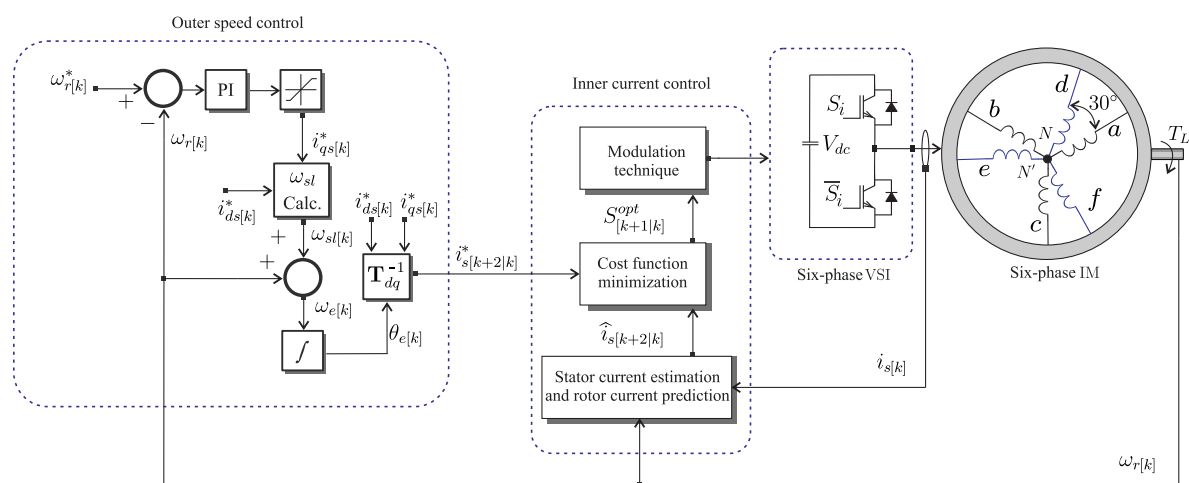 Outer speed control
ω*r[k]
+
−
PI
ωr[k]
i*qs[k]
ωsl
Calc.
i*ds[k]
+
ωsl[k]
+
ωe[k]
∫
i*ds[k]
i*qs[k]
T⁻¹dq
θe[k]
i*s[k+2|k]
Inner current control
Modulation
technique
S^opt[k+1|k]
Cost function
minimization
îs[k+2|k]
Stator current estimation
and rotor current prediction
Si
Vdc
S̅i
Six-phase VSI
is[k]
d
30°
b
N
a
e
N'
c
f
TL
Six-phase IM
ωr[k]